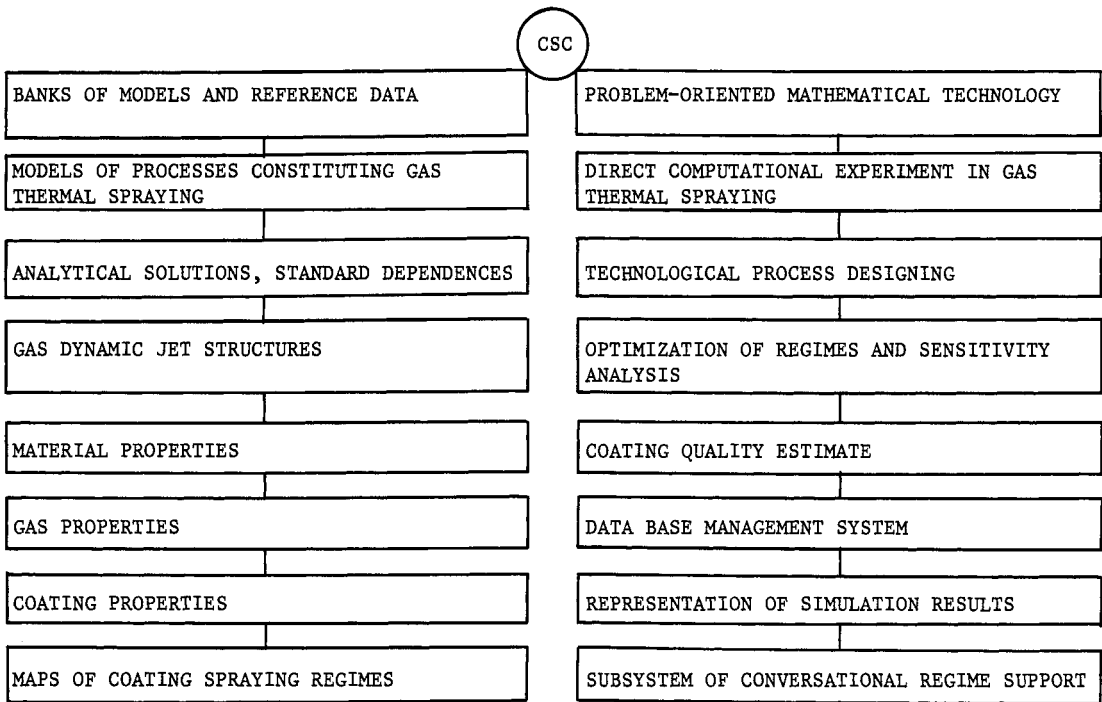 CSC
BANKS OF MODELS AND REFERENCE DATA
MODELS OF PROCESSES CONSTITUTING GAS
THERMAL SPRAYING
ANALYTICAL SOLUTIONS, STANDARD DEPENDENCES
GAS DYNAMIC JET STRUCTURES
MATERIAL PROPERTIES
GAS PROPERTIES
COATING PROPERTIES
MAPS OF COATING SPRAYING REGIMES
PROBLEM-ORIENTED MATHEMATICAL TECHNOLOGY
DIRECT COMPUTATIONAL EXPERIMENT IN GAS
THERMAL SPRAYING
TECHNOLOGICAL PROCESS DESIGNING
OPTIMIZATION OF REGIMES AND SENSITIVITY
ANALYSIS
COATING QUALITY ESTIMATE
DATA BASE MANAGEMENT SYSTEM
REPRESENTATION OF SIMULATION RESULTS
SUBSYSTEM OF CONVERSATIONAL REGIME SUPPORT